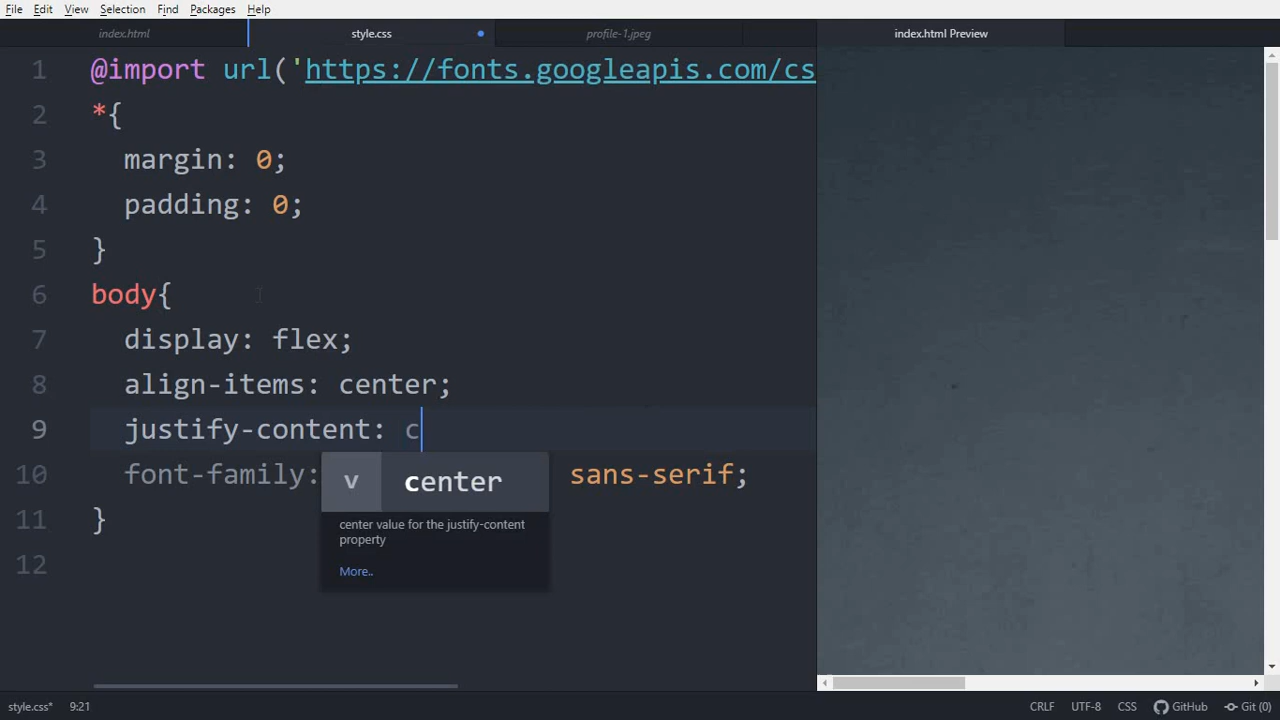 File Edit View Selection Find Packages Help
index.html style.css profile-1.jpeg index.html Preview
1 @import url('https://fonts.googleapis.com/cs
2 *{
3 margin: 0;
4 padding: 0;
5 }
6 body{
7 display: flex;
8 align-items: center;
9 justify-content: c
10 font-family: sans-serif;
v center
11 }
center value for the justify-content
property
12
More..
style.css* 9:21 CRLF UTF-8 CSS GitHub Git (0)